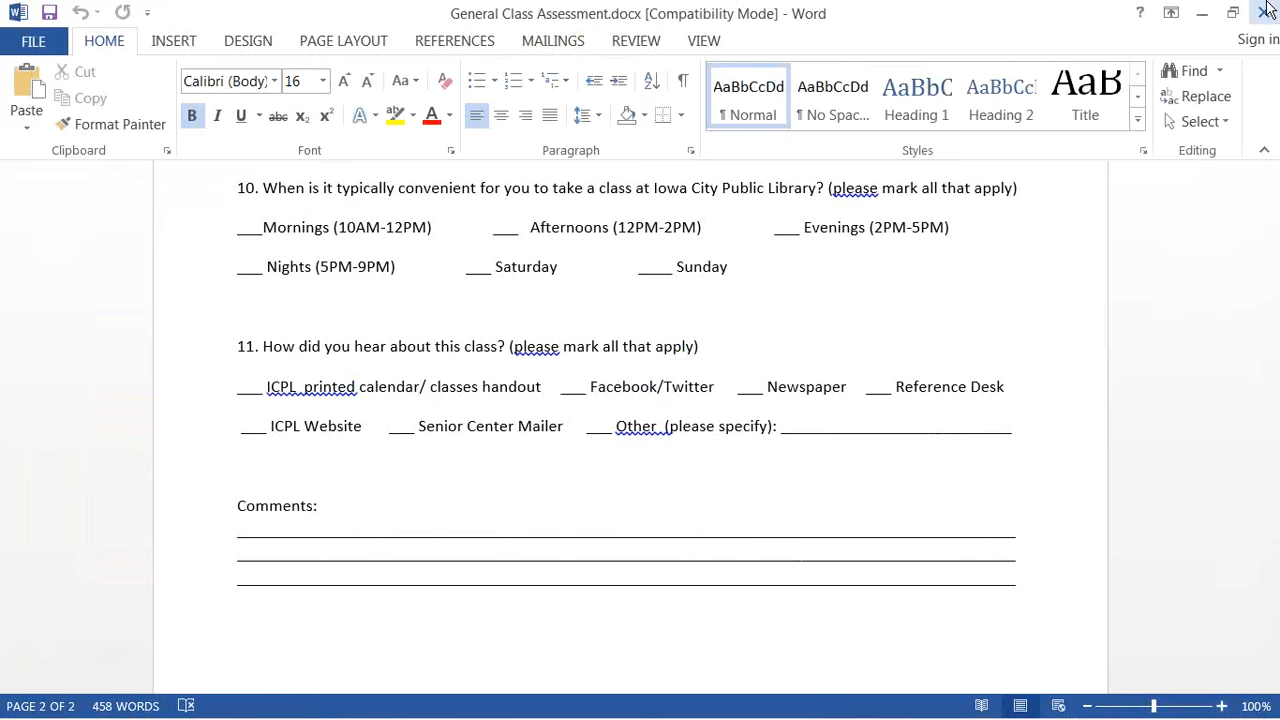 General Class Assessment.docx [Compatibility Mode] - Word
?
FILE HOME INSERT DESIGN PAGE LAYOUT REFERENCES MAILINGS REVIEW VIEW Sign in
Paste
Cut
Copy
Format Painter
Clipboard
Calibri (Body) 16 Aa
B I U abc x₂ x² A A
Font
Paragraph
AaBbCcDd AaBbCcDd AaBbC AaBbCc AaB
¶ Normal ¶ No Spac... Heading 1 Heading 2 Title
Styles
Find
Replace
Select
Editing
10. When is it typically convenient for you to take a class at Iowa City Public Library? (please mark all that apply)
___Mornings (10AM-12PM) ___ Afternoons (12PM-2PM) ___ Evenings (2PM-5PM)
___ Nights (5PM-9PM) ___ Saturday ____ Sunday
11. How did you hear about this class? (please mark all that apply)
___ ICPL printed calendar/ classes handout ___ Facebook/Twitter ___ Newspaper ___ Reference Desk
___ ICPL Website ___ Senior Center Mailer ___ Other (please specify): ___________________________
Comments:
PAGE 2 OF 2 458 WORDS 100%